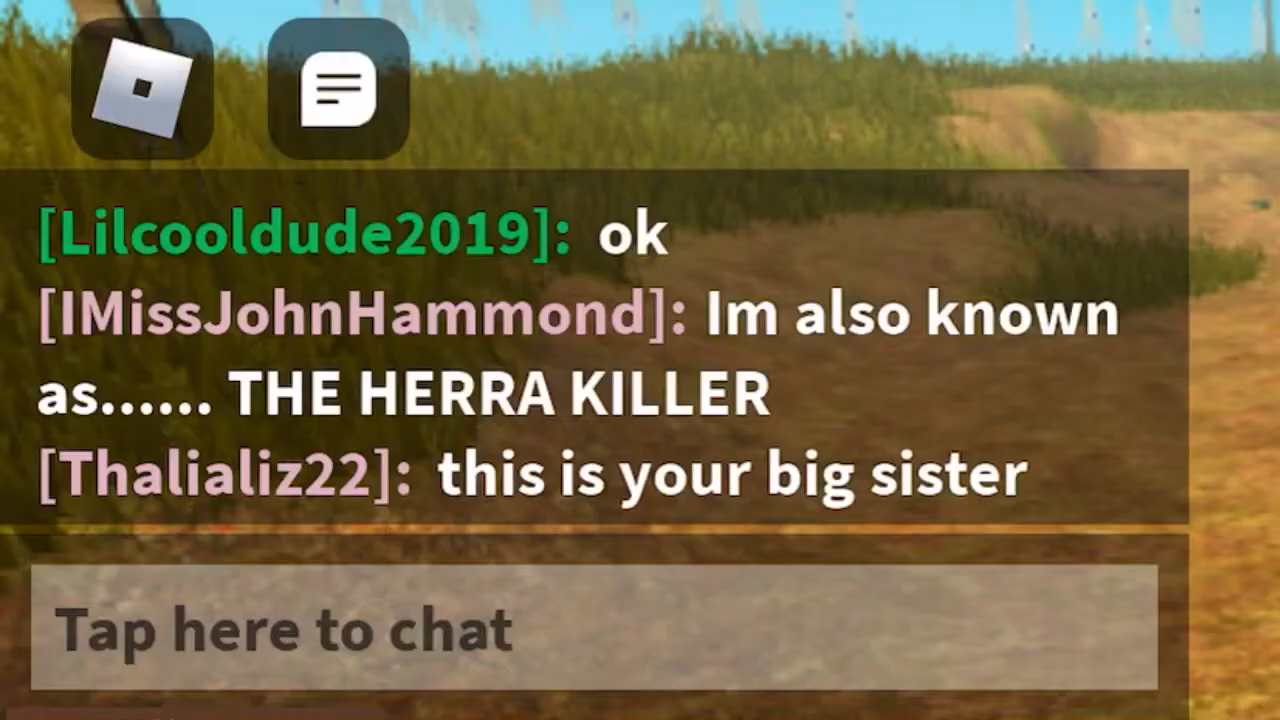 [Lilcooldude2019]: ok
[IMissJohnHammond]: Im also known
as...... THE HERRA KILLER
[Thalializ22]: this is your big sister
Tap here to chat